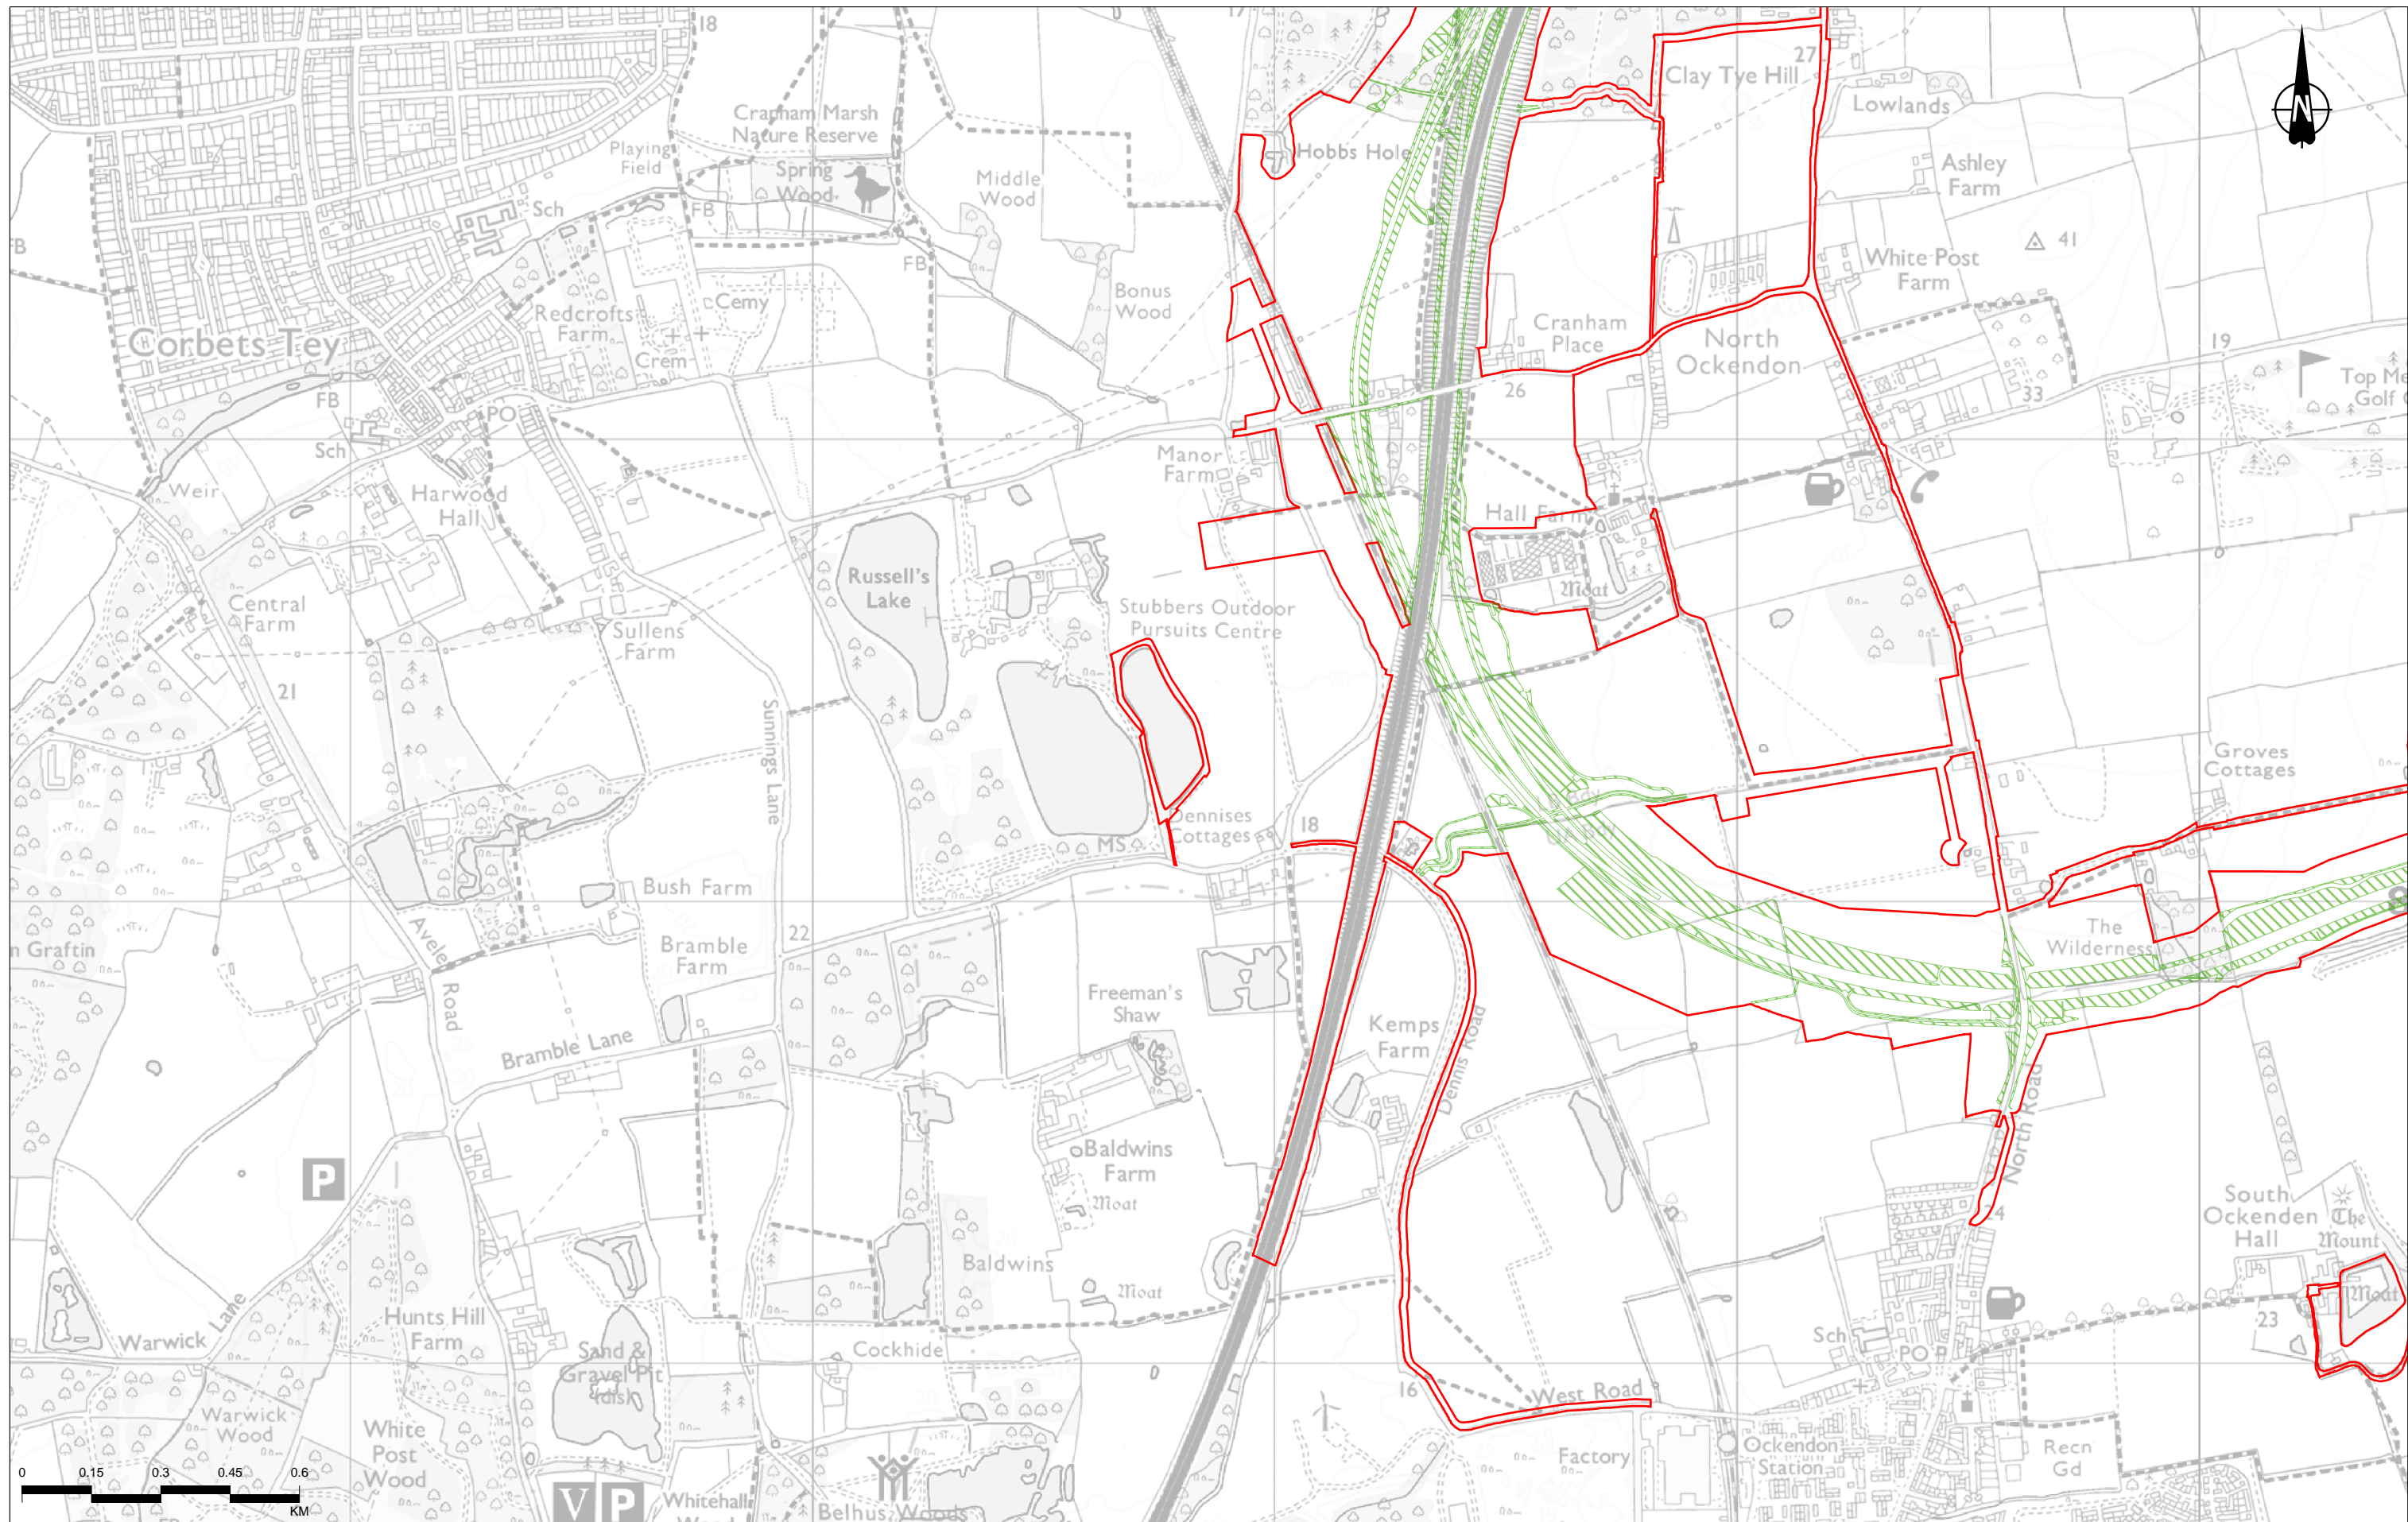 18
17
27
Clay Tye Hill
Lowlands
N
Cranham Marsh
Nature Reserve
Playing
Field
Spring
Wood
Middle
Wood
Hobbs Hole
Ashley
Farm
Sch
FB
FB
41
White Post
Farm
FB
Bonus
Wood
Cemy
Redcrofts
Farm
Crem
Corbets Tey
Cranham
Place
North
Ockendon
19
26
33
FB
PO
Sch
Manor
Farm
Weir
Harwood
Hall
Hall Farm
Moat
Russell's
Lake
Central
Farm
Sullens
Farm
Stubbers Outdoor
Pursuits Centre
21
Sunnings Lane
Groves
Cottages
Dennises
Cottages
18
MS
Bush Farm
22
Bramble
Farm
The
Wilderness
n Graftin
Aveley
Road
Freeman's
Shaw
Kemps
Farm
Bramble Lane
Dennis Road
North Road
Baldwins
Farm
Moat
P
24
South
Ockenden
Hall
The
Mount
Moat
Baldwins
Moat
23
Warwick Lane
Hunts Hill
Farm
Sand &
Gravel Pit
(dis)
Cockhide
Sch
PO
16
West Road
Warwick
Wood
White
Post
Wood
Factory
Ockendon
Station
Recn
Gd
0 0.15 0.3 0.45 0.6
KM
V P
Whitehall
Belhus Woods